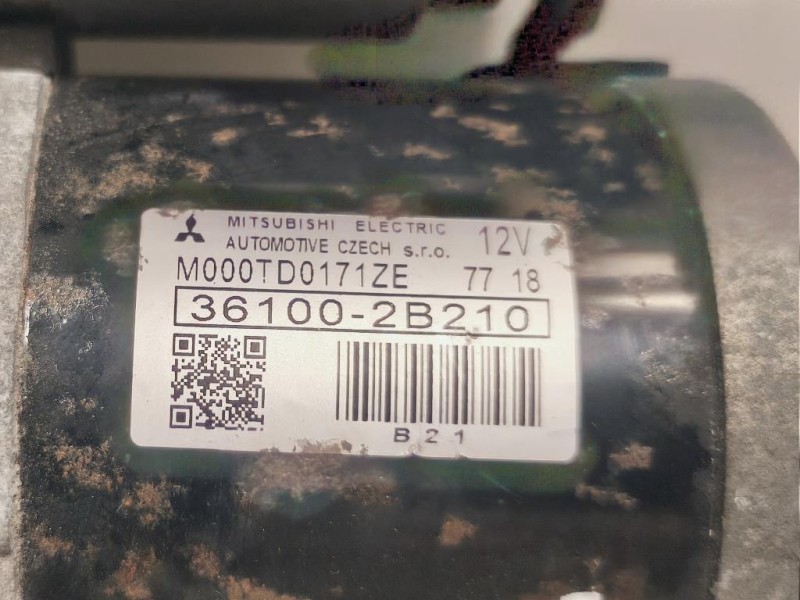 MITSUBISHI ELECTRIC
AUTOMOTIVE CZECH s.r.o. 12V
M000TD0171ZE 77 18
36100-2B210
B21